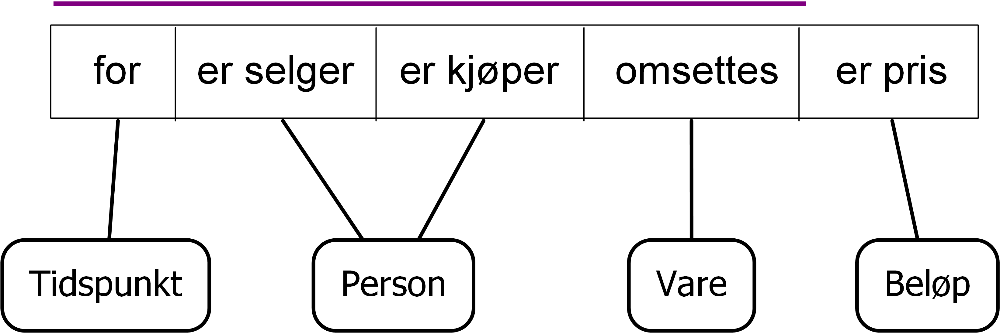 for er selger er kjøper omsettes er pris
Tidspunkt Person Vare Beløp